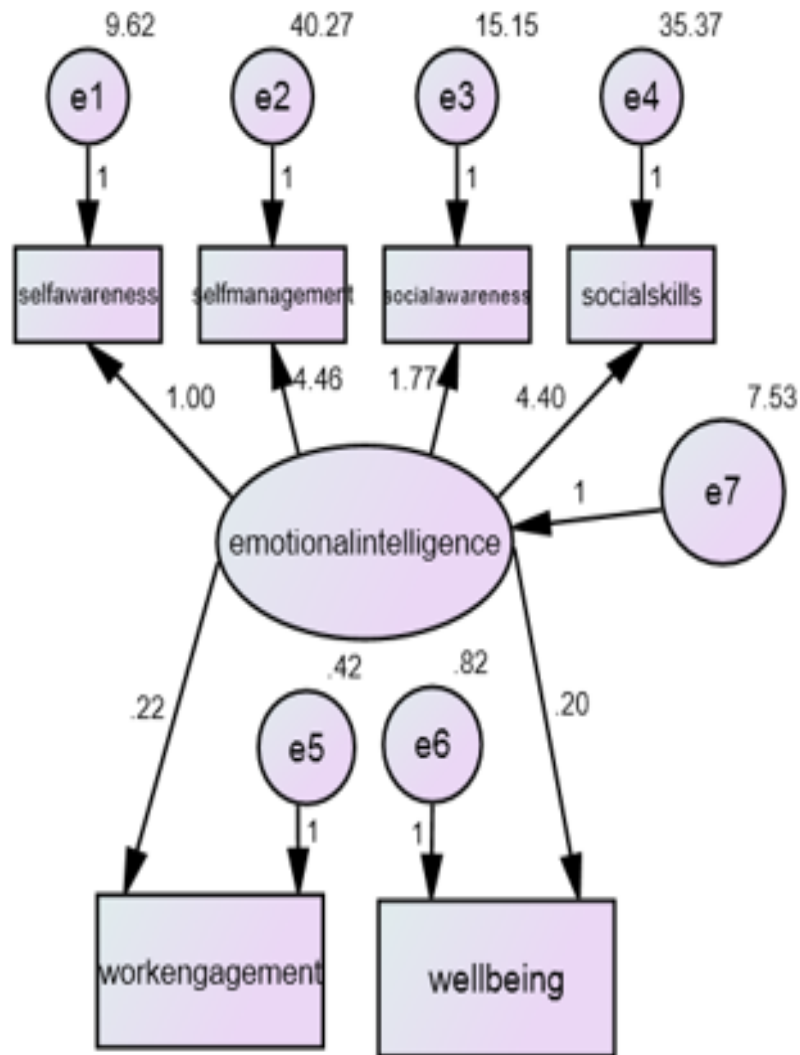 9.62
40.27
15.15
35.37
e1
e2
e3
e4
1
1
1
1
selfawareness
selfmanagement
socialawareness
socialskills
1.00
4.46
1.77
4.40
7.53
e7
1
emotionalintelligence
.42
.82
.22
.20
e5
e6
1
1
workengagement
wellbeing